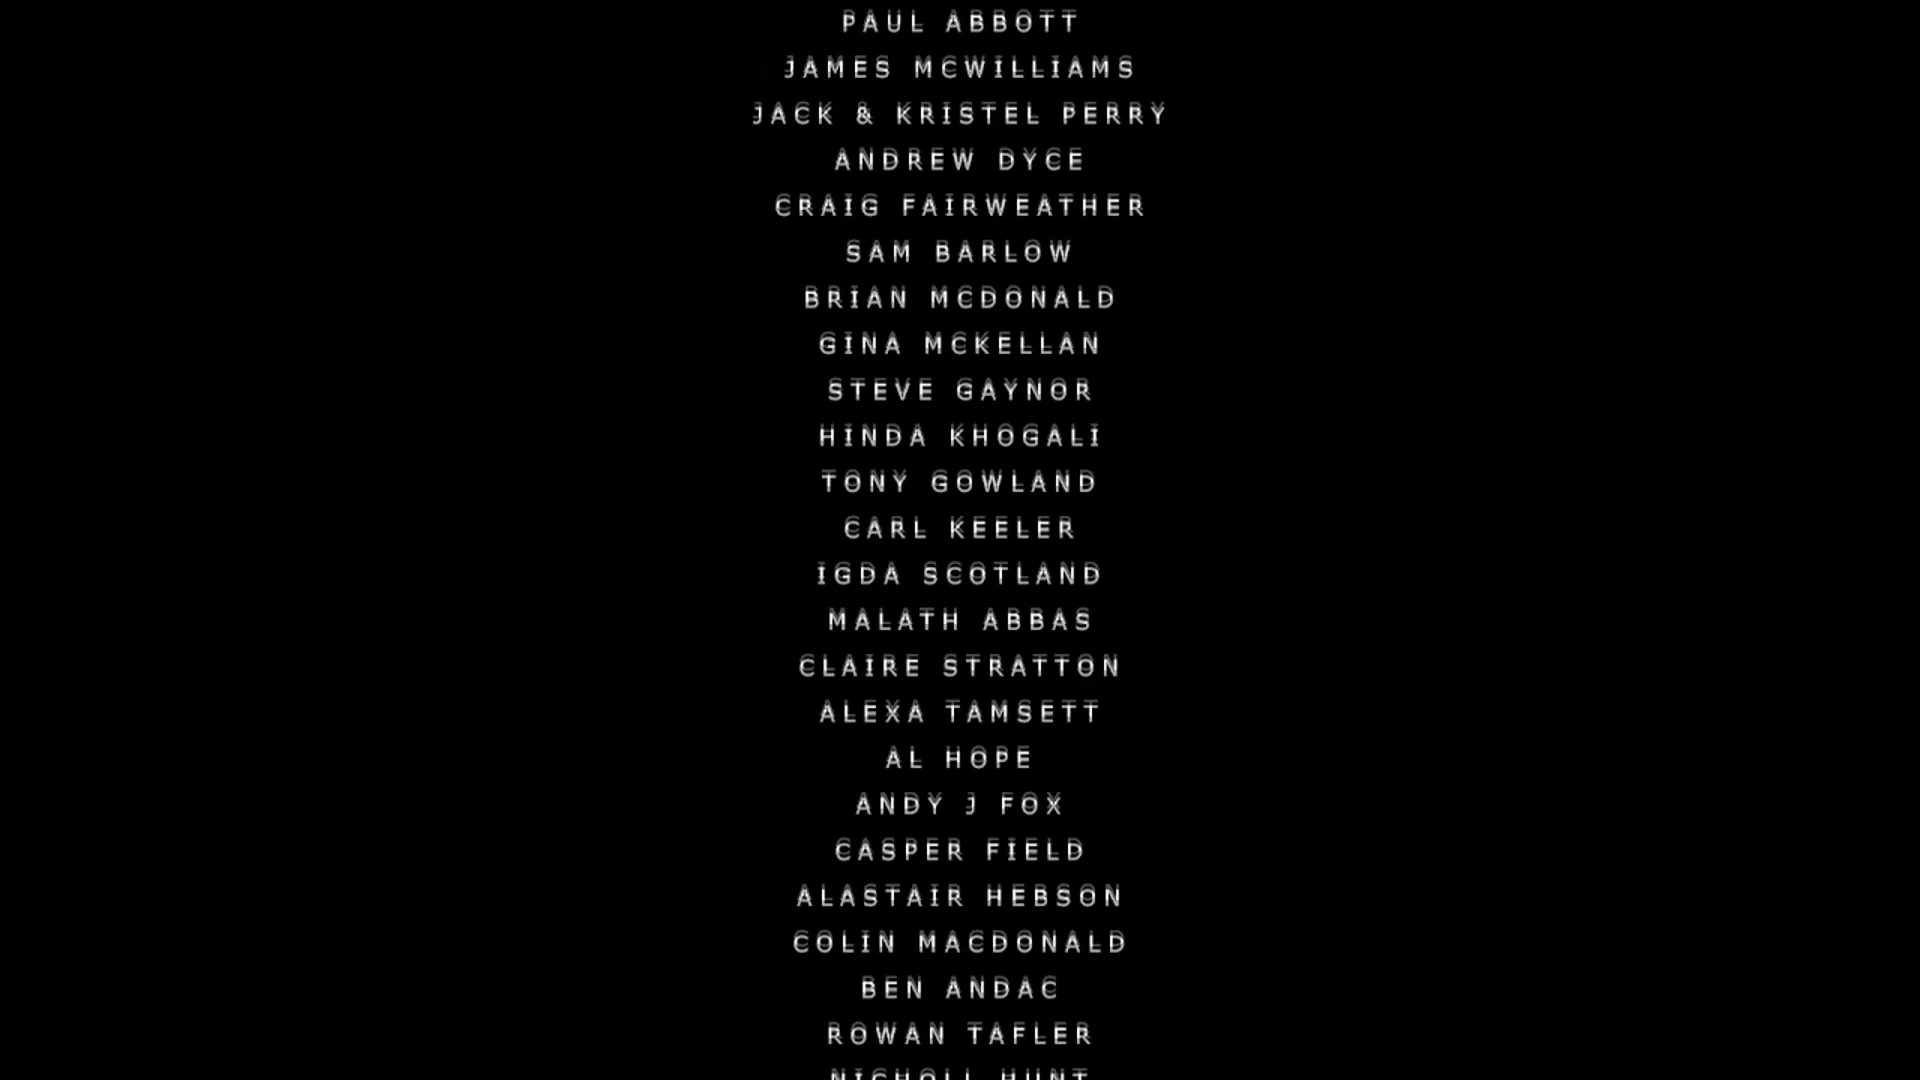 PAUL ABBOTT
JAMES MCWILLIAMS
JACK & KRISTEL PERRY
ANDREW DYCE
CRAIG FAIRWEATHER
SAM BARLOW
BRIAN MCDONALD
GINA MCKELLAN
STEVE GAYNOR
HINDA KHOGALI
TONY GOWLAND
CARL KEELER
IGDA SCOTLAND
MALATH ABBAS
CLAIRE STRATTON
ALEXA TAMSETT
AL HOPE
ANDY J FOX
CASPER FIELD
ALASTAIR HEBSON
COLIN MACDONALD
BEN ANDAC
ROWAN TAFLER
NICHOLL HUNT